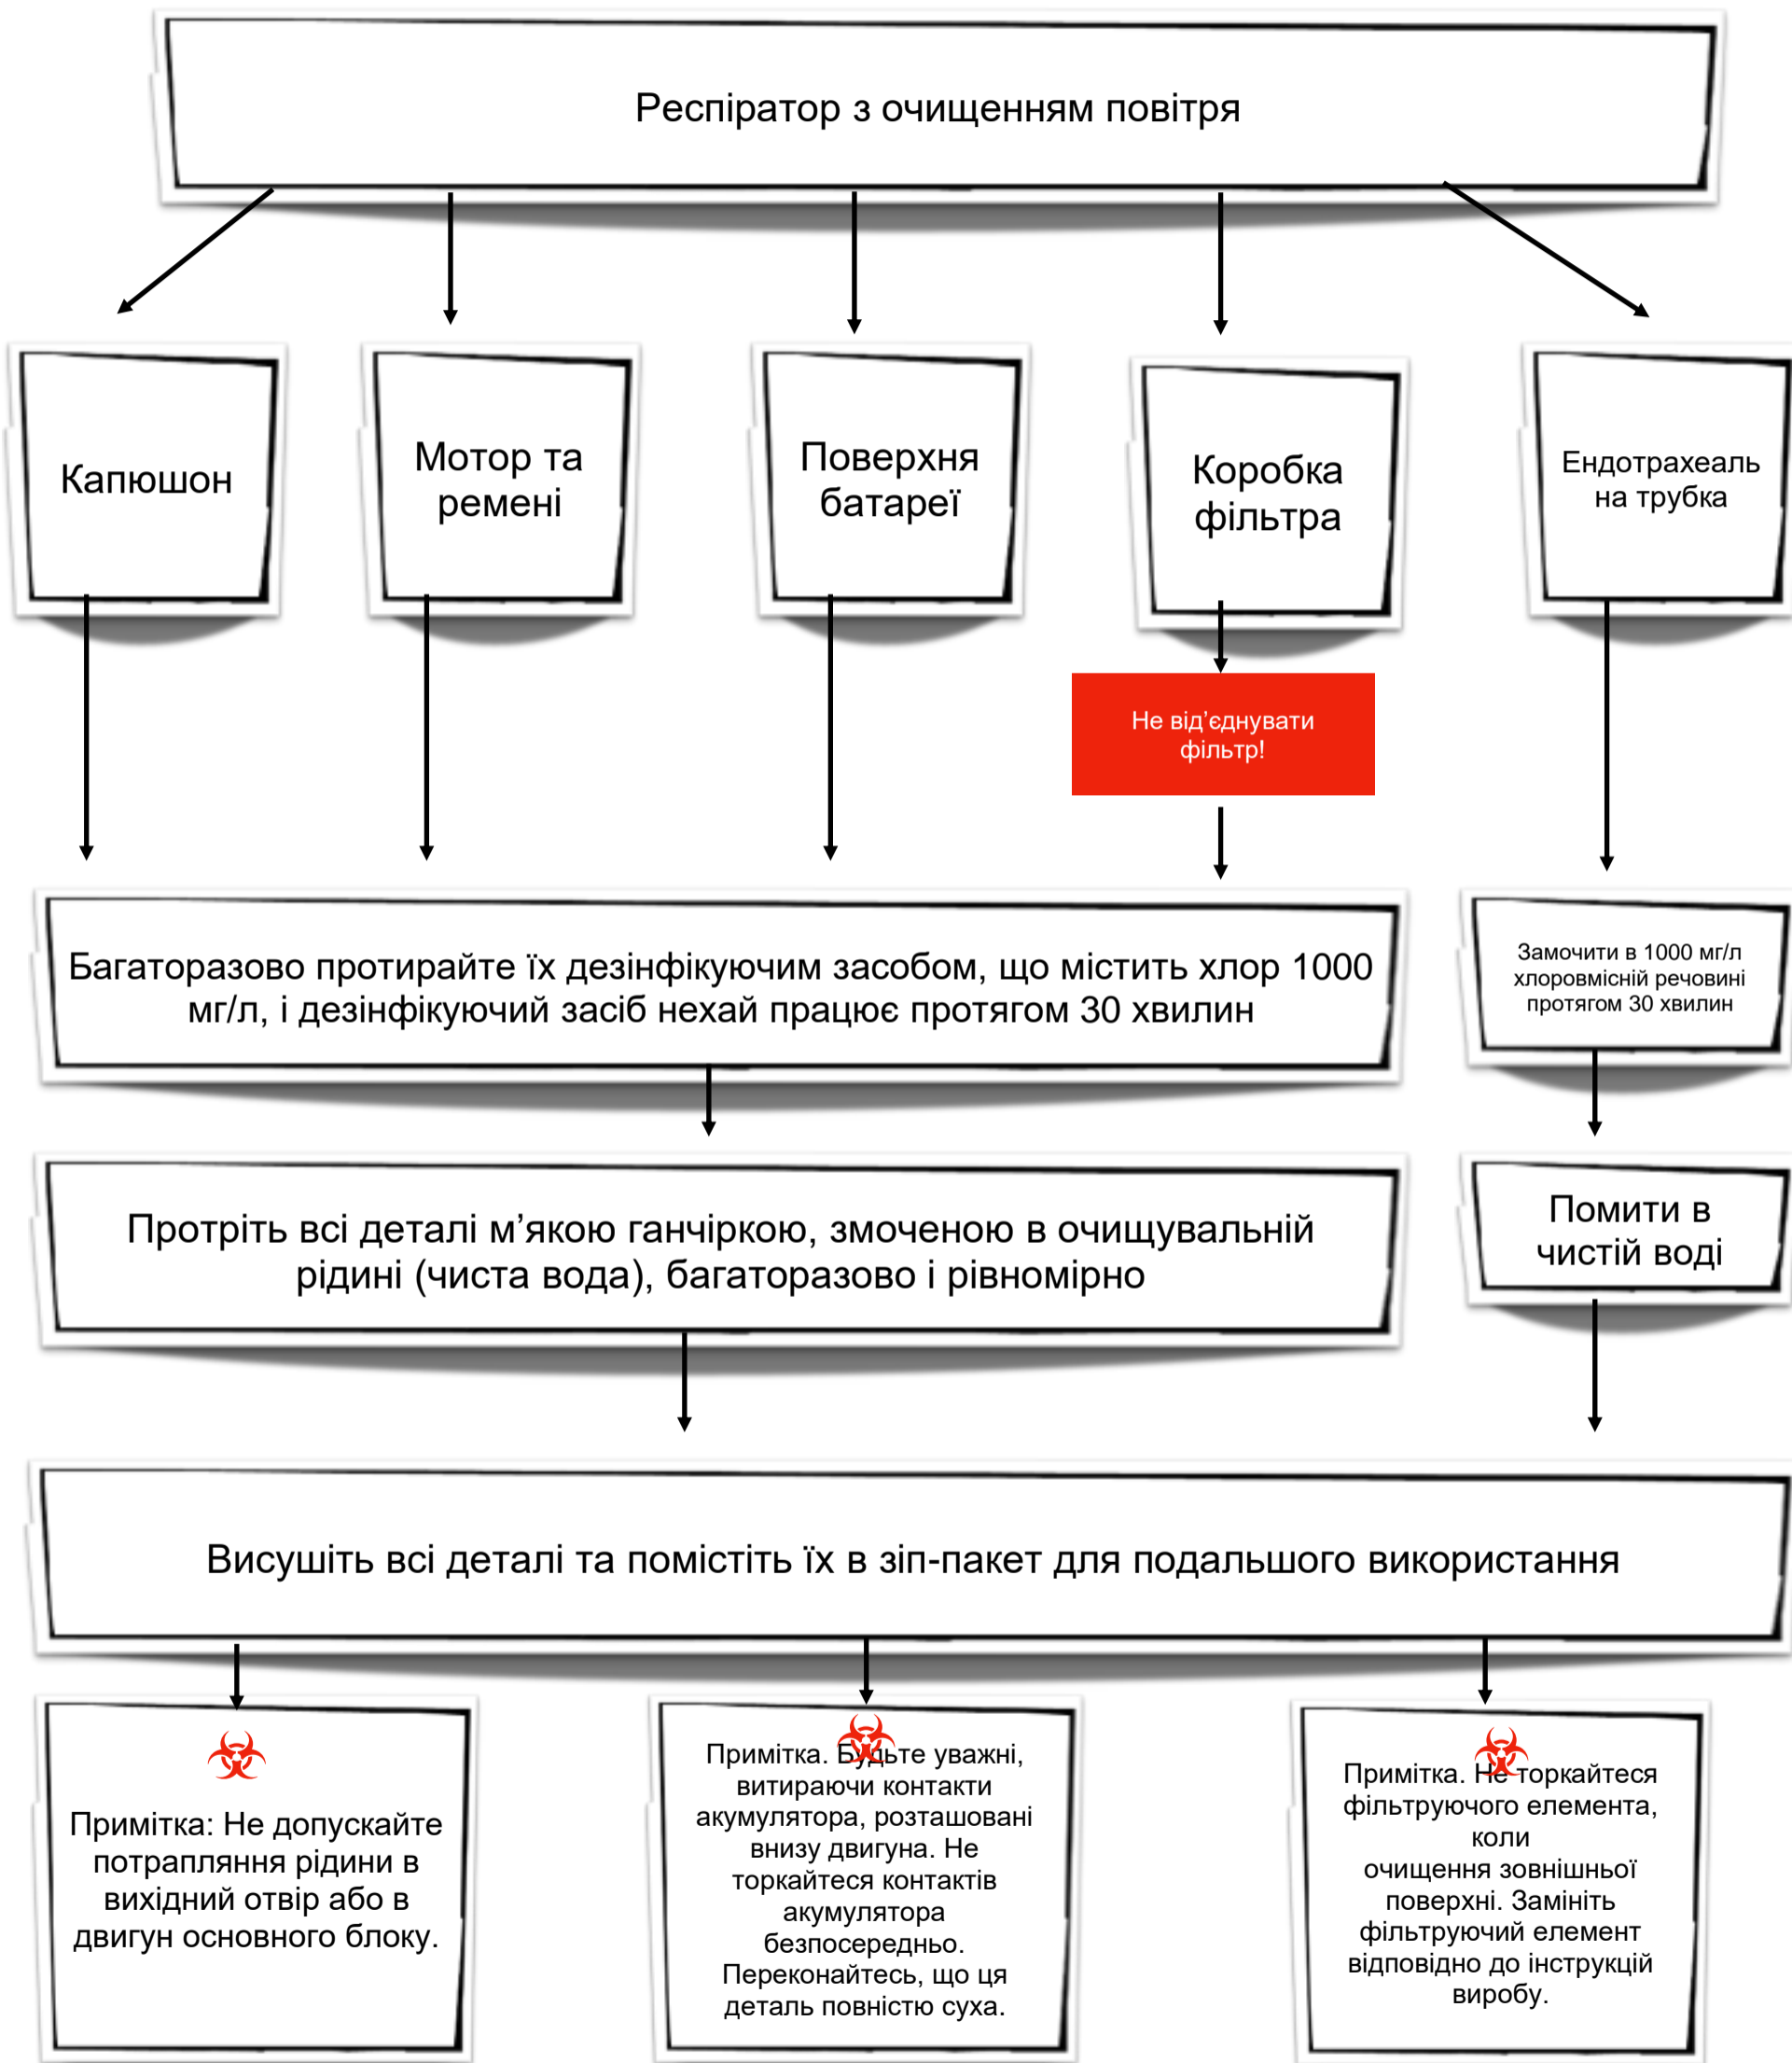 Респіратор з очищенням повітря
Капюшон
Мотор та
ремені
Поверхня
батареї
Коробка
фільтра
Ендотрахеаль
на трубка
Не від’єднувати
фільтр!
Багаторазово протирайте їх дезінфікуючим засобом, що містить хлор 1000
мг/л, і дезінфікуючий засіб нехай працює протягом 30 хвилин
Замочити в 1000 мг/л
хлоровмісній речовині
протягом 30 хвилин
Протріть всі деталі м’якою ганчіркою, змоченою в очищувальній
рідині (чиста вода), багаторазово і рівномірно
Помити в
чистій воді
Висушіть всі деталі та помістіть їх в зіп-пакет для подальшого використання
Примітка: Не допускайте
потрапляння рідини в
вихідний отвір або в
двигун основного блоку.
Примітка. Будьте уважні,
витираючи контакти
акумулятора, розташовані
внизу двигуна. Не
торкайтеся контактів
акумулятора
безпосередньо.
Переконайтесь, що ця
деталь повністю суха.
Примітка. Не торкайтеся
фільтруючого елемента,
коли
очищення зовнішньої
поверхні. Замініть
фільтруючий елемент
відповідно до інструкцій
виробу.